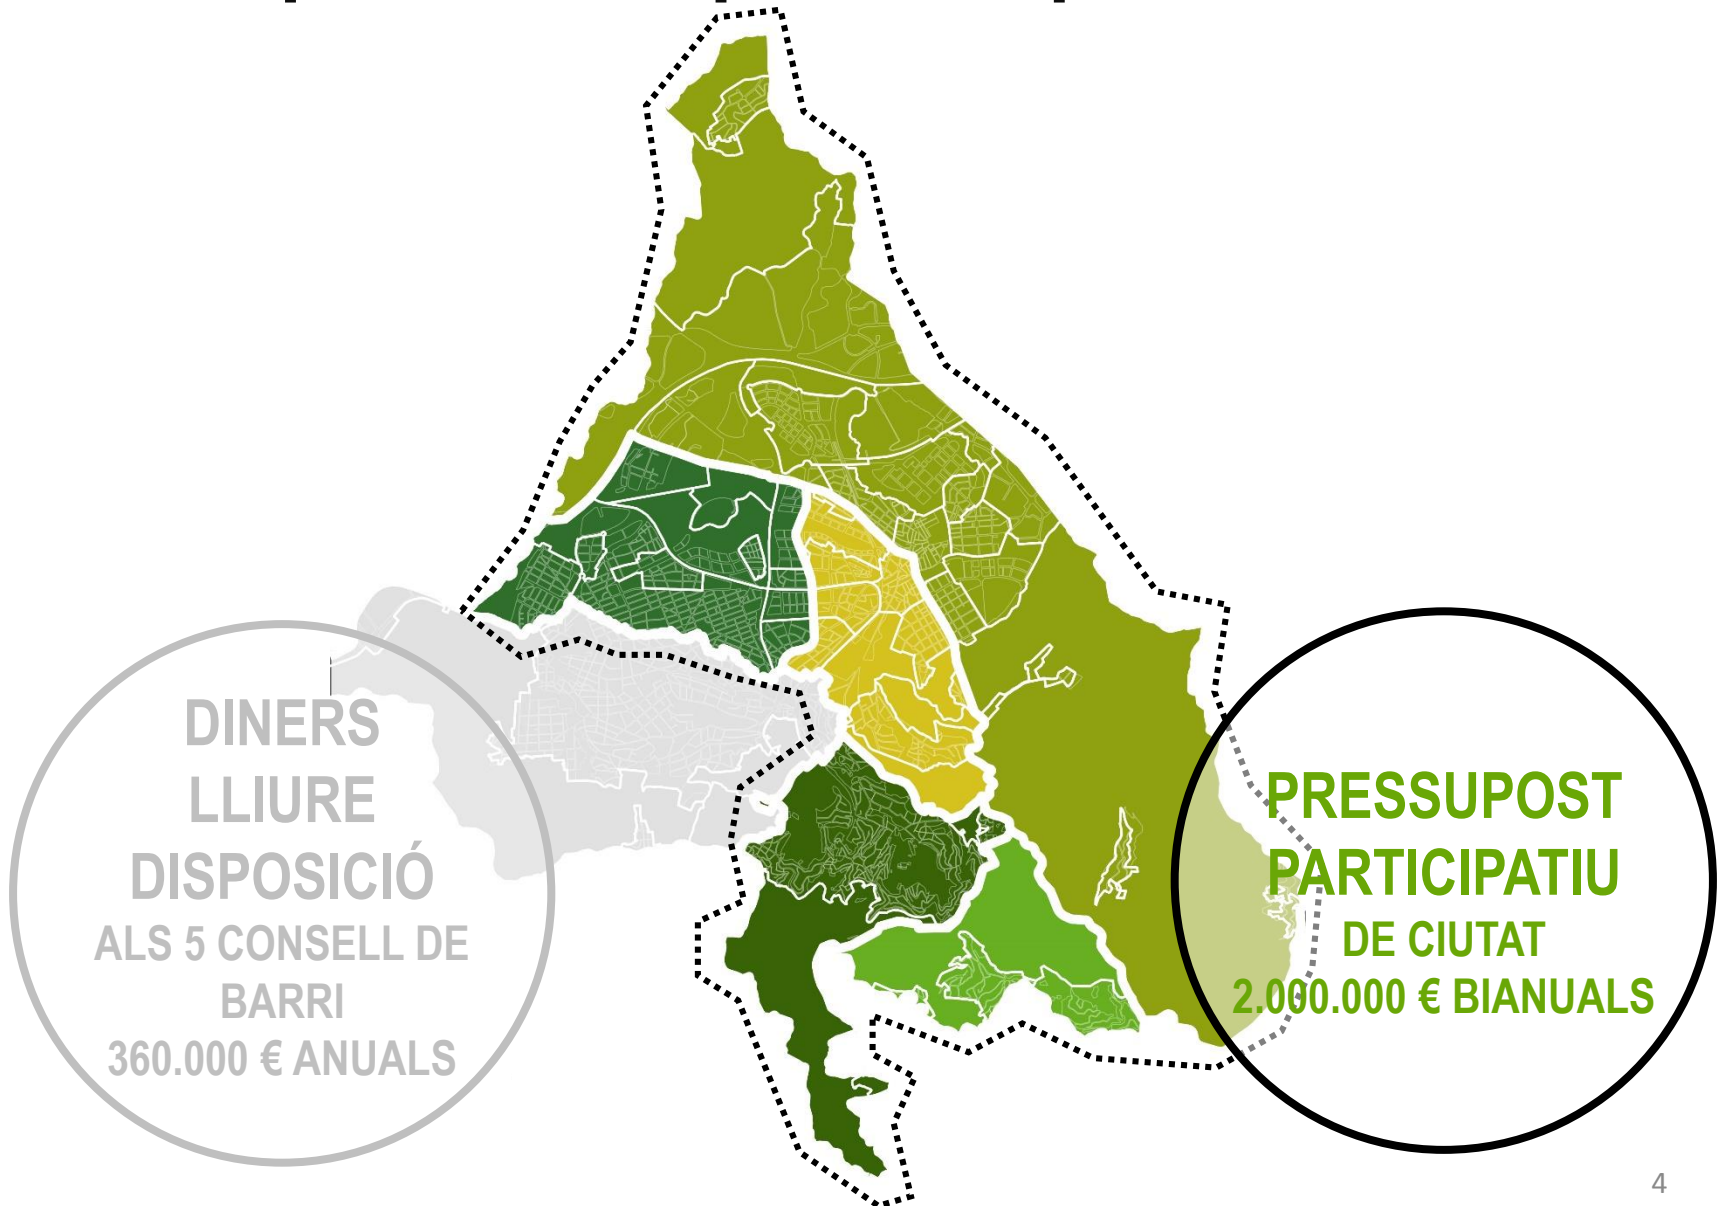 DINERS
LLIURE
DISPOSICIÓ
ALS 5 CONSELL DE
BARRI
360.000 € ANUALS
PRESSUPOST
PARTICIPATIU
DE CIUTAT
2.000.000 € BIANUALS
4